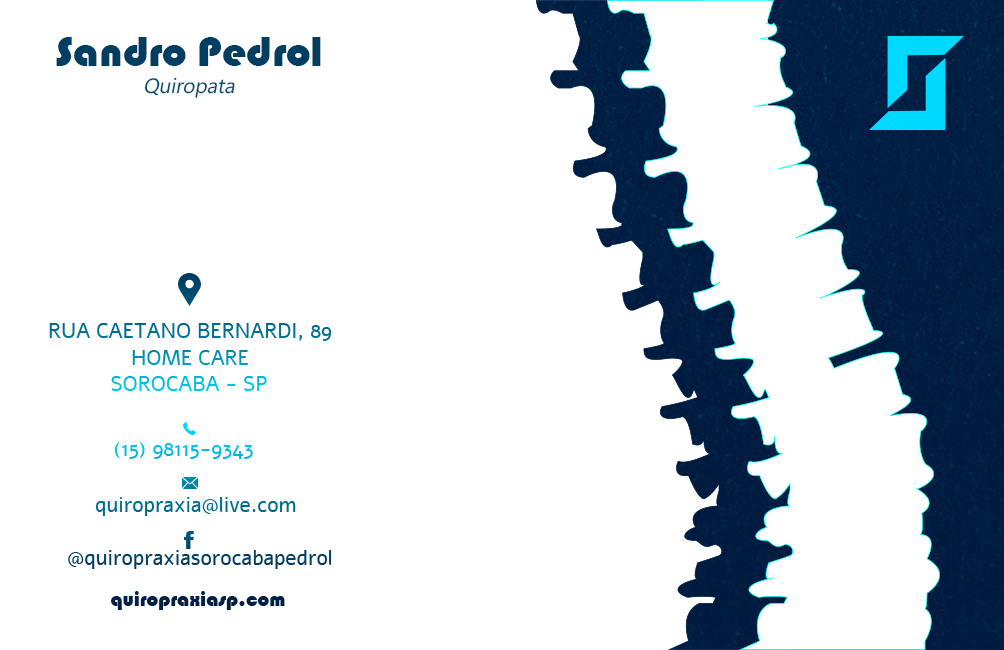 Sandro Pedrol
Quiropata
RUA CAETANO BERNARDI, 89
HOME CARE
SOROCABA - SP
(15) 98115-9343
quiropraxia@live.com
@quiropraxiasorocabapedrol
quiropraxiasp.com